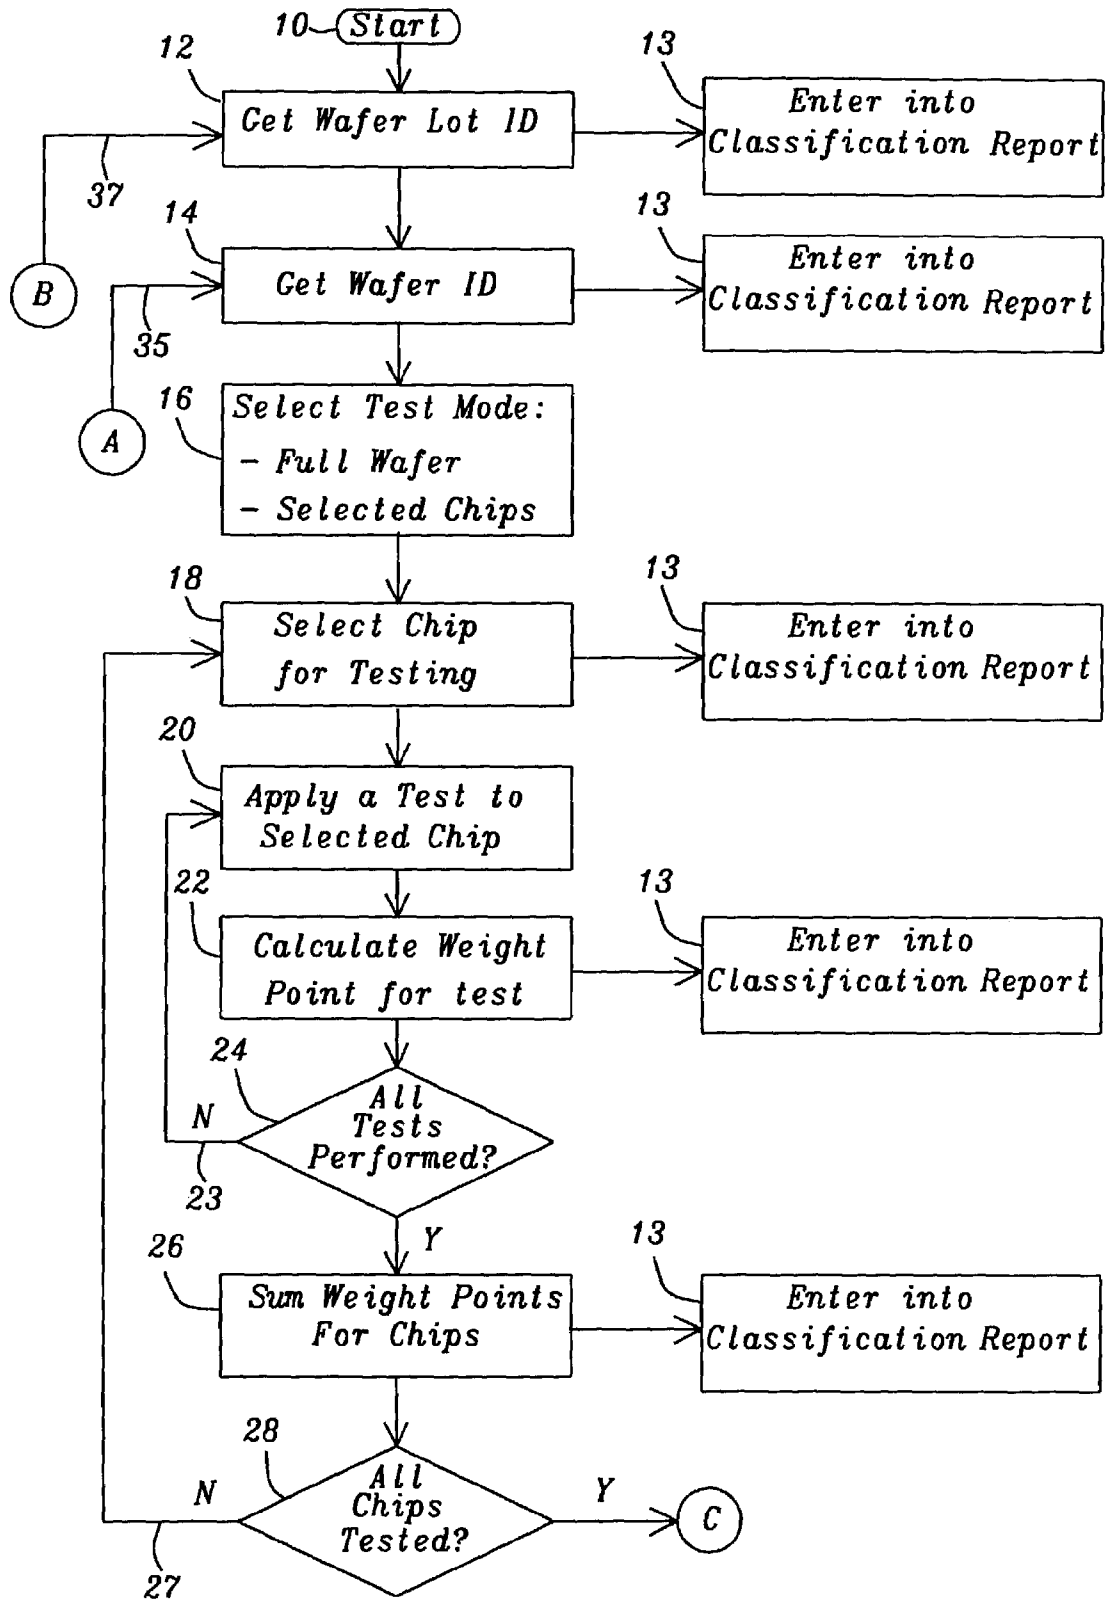 10 Start
12
13
Get Wafer Lot ID
Enter into
Classification Report
37
14
13
B
Get Wafer ID
Enter into
Classification Report
35
A
16
Select Test Mode:
- Full Wafer
- Selected Chips
18
13
Select Chip
for Testing
Enter into
Classification Report
20
Apply a Test to
Selected Chip
22
13
Calculate Weight
Point for test
Enter into
Classification Report
24
N
All
Tests
Performed?
23
Y
26
13
Sum Weight Points
For Chips
Enter into
Classification Report
28
N
All
Chips
Tested?
Y
C
27